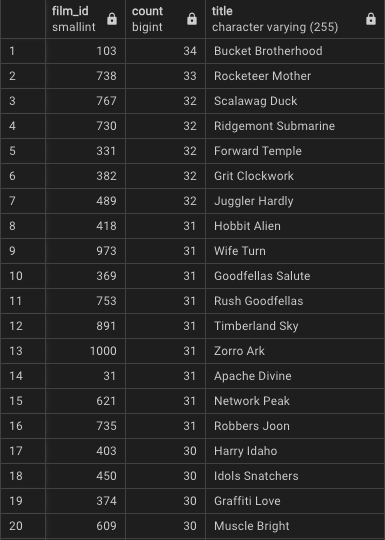 film_id count title
smallint bigint character varying (255)
1 103 34 Bucket Brotherhood
2 738 33 Rocketeer Mother
3 767 32 Scalawag Duck
4 730 32 Ridgemont Submarine
5 331 32 Forward Temple
6 382 32 Grit Clockwork
7 489 32 Juggler Hardly
8 418 31 Hobbit Alien
9 973 31 Wife Turn
10 369 31 Goodfellas Salute
11 753 31 Rush Goodfellas
12 891 31 Timberland Sky
13 1000 31 Zorro Ark
14 31 31 Apache Divine
15 621 31 Network Peak
16 735 31 Robbers Joon
17 403 30 Harry Idaho
18 450 30 Idols Snatchers
19 374 30 Graffiti Love
20 609 30 Muscle Bright